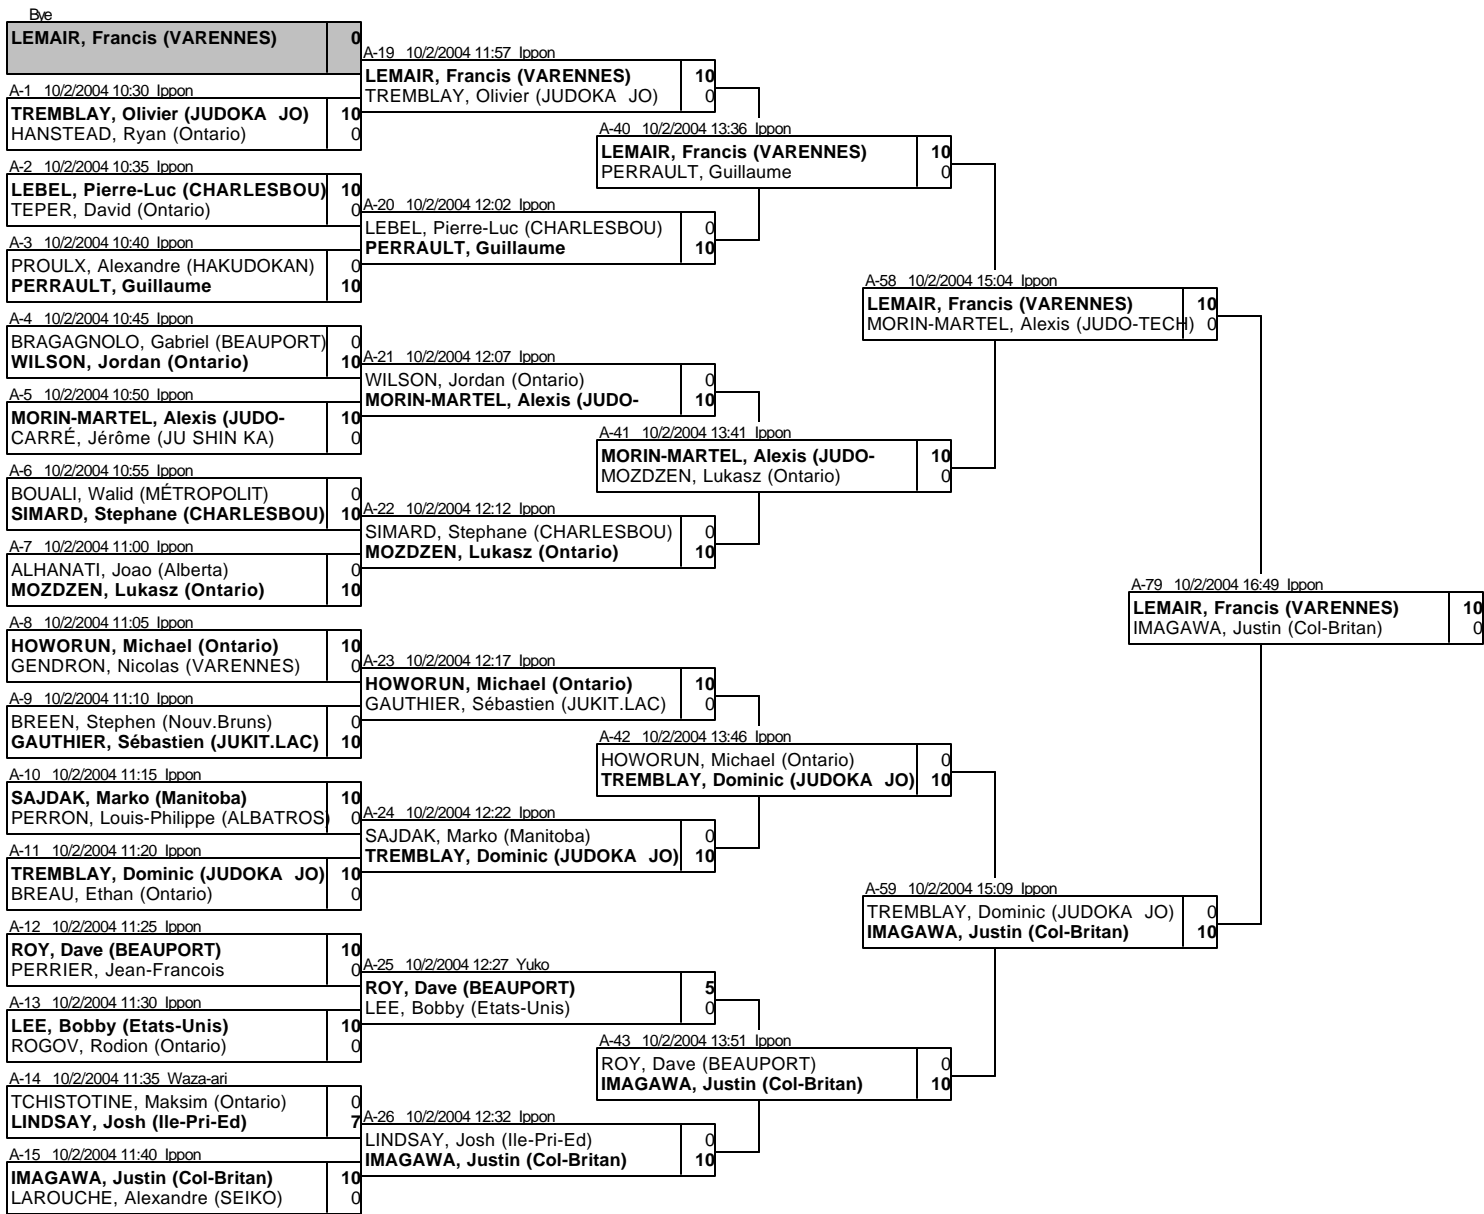 Bye
LEMAIR, Francis (VARENNES) 0
A-1 10/2/2004 10:30 Ippon
TREMBLAY, Olivier (JUDOKA JO) 10
HANSTEAD, Ryan (Ontario) 0
A-2 10/2/2004 10:35 Ippon
LEBEL, Pierre-Luc (CHARLESBOU) 10
TEPER, David (Ontario) 0
A-3 10/2/2004 10:40 Ippon
PROULX, Alexandre (HAKUDOKAN) 0
PERRAULT, Guillaume 10
A-4 10/2/2004 10:45 Ippon
BRAGAGNOLO, Gabriel (BEAUPORT) 0
WILSON, Jordan (Ontario) 10
A-5 10/2/2004 10:50 Ippon
MORIN-MARTEL, Alexis (JUDO- 10
CARRÉ, Jérôme (JU SHIN KA) 0
A-6 10/2/2004 10:55 Ippon
BOUALI, Walid (MÉTROPOLIT) 0
SIMARD, Stephane (CHARLESBOU) 10
A-7 10/2/2004 11:00 Ippon
ALHANATI, Joao (Alberta) 0
MOZDZEN, Lukasz (Ontario) 10
A-8 10/2/2004 11:05 Ippon
HOWORUN, Michael (Ontario) 10
GENDRON, Nicolas (VARENNES) 0
A-9 10/2/2004 11:10 Ippon
BREEN, Stephen (Nouv.Bruns) 0
GAUTHIER, Sébastien (JUKIT.LAC) 10
A-10 10/2/2004 11:15 Ippon
SAJDAK, Marko (Manitoba) 10
PERRON, Louis-Philippe (ALBATROS) 0
A-11 10/2/2004 11:20 Ippon
TREMBLAY, Dominic (JUDOKA JO) 10
BREAU, Ethan (Ontario) 0
A-12 10/2/2004 11:25 Ippon
ROY, Dave (BEAUPORT) 10
PERRIER, Jean-Francois 0
A-13 10/2/2004 11:30 Ippon
LEE, Bobby (Etats-Unis) 10
ROGOV, Rodion (Ontario) 0
A-14 10/2/2004 11:35 Waza-ari
TCHISTOTINE, Maksim (Ontario) 0
LINDSAY, Josh (Ile-Pri-Ed) 7
A-15 10/2/2004 11:40 Ippon
IMAGAWA, Justin (Col-Britan) 10
LAROUCHE, Alexandre (SEIKO) 0
A-19 10/2/2004 11:57 Ippon
LEMAIR, Francis (VARENNES) 10
TREMBLAY, Olivier (JUDOKA JO) 0
A-20 10/2/2004 12:02 Ippon
LEBEL, Pierre-Luc (CHARLESBOU) 0
PERRAULT, Guillaume 10
A-21 10/2/2004 12:07 Ippon
WILSON, Jordan (Ontario) 0
MORIN-MARTEL, Alexis (JUDO- 10
A-22 10/2/2004 12:12 Ippon
SIMARD, Stephane (CHARLESBOU) 0
MOZDZEN, Lukasz (Ontario) 10
A-23 10/2/2004 12:17 Ippon
HOWORUN, Michael (Ontario) 10
GAUTHIER, Sébastien (JUKIT.LAC) 0
A-24 10/2/2004 12:22 Ippon
SAJDAK, Marko (Manitoba) 0
TREMBLAY, Dominic (JUDOKA JO) 10
A-25 10/2/2004 12:27 Yuko
ROY, Dave (BEAUPORT) 5
LEE, Bobby (Etats-Unis) 0
A-26 10/2/2004 12:32 Ippon
LINDSAY, Josh (Ile-Pri-Ed) 0
IMAGAWA, Justin (Col-Britan) 10
A-40 10/2/2004 13:36 Ippon
LEMAIR, Francis (VARENNES) 10
PERRAULT, Guillaume 0
A-41 10/2/2004 13:41 Ippon
MORIN-MARTEL, Alexis (JUDO- 10
MOZDZEN, Lukasz (Ontario) 0
A-42 10/2/2004 13:46 Ippon
HOWORUN, Michael (Ontario) 0
TREMBLAY, Dominic (JUDOKA JO) 10
A-43 10/2/2004 13:51 Ippon
ROY, Dave (BEAUPORT) 0
IMAGAWA, Justin (Col-Britan) 10
A-58 10/2/2004 15:04 Ippon
LEMAIR, Francis (VARENNES) 10
MORIN-MARTEL, Alexis (JUDO-TECH) 0
A-59 10/2/2004 15:09 Ippon
TREMBLAY, Dominic (JUDOKA JO) 0
IMAGAWA, Justin (Col-Britan) 10
A-79 10/2/2004 16:49 Ippon
LEMAIR, Francis (VARENNES) 10
IMAGAWA, Justin (Col-Britan) 0